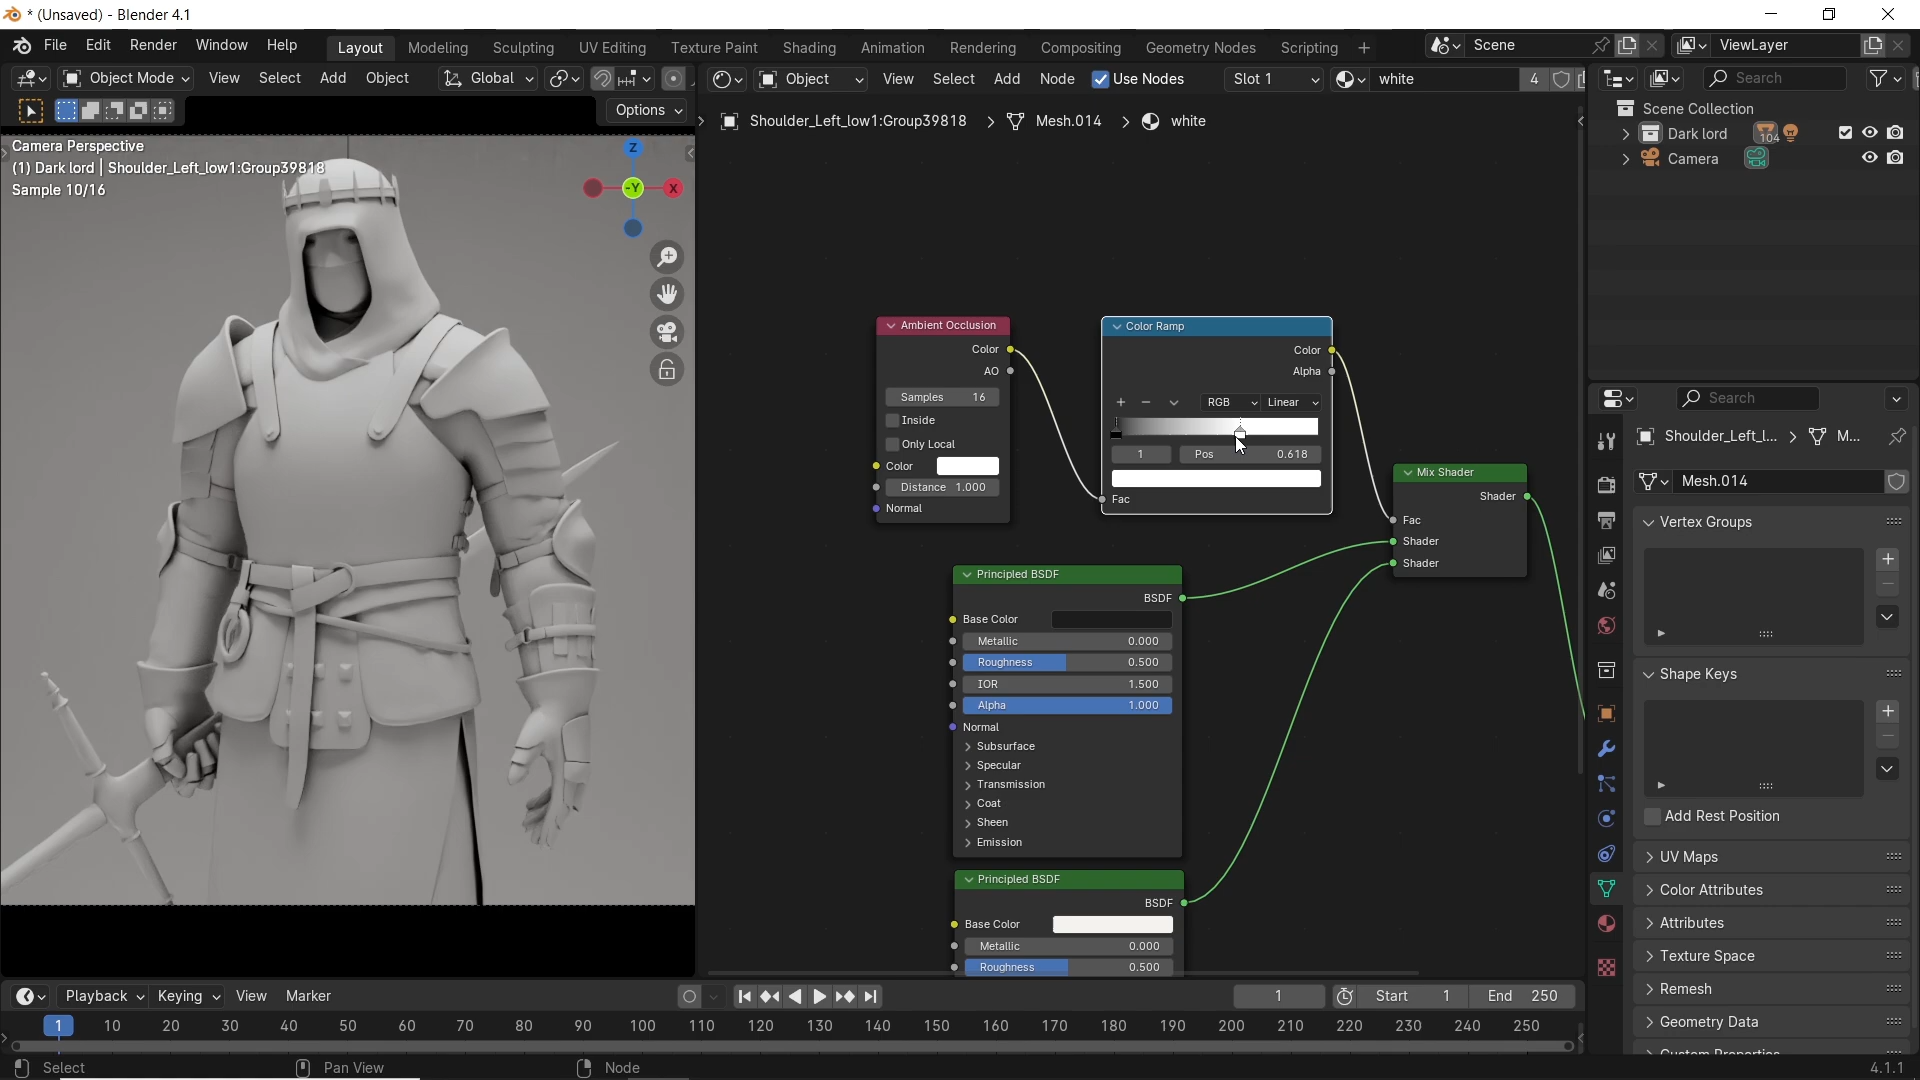 * (Unsaved) - Blender 4.1
File Edit Render Window Help Layout Modeling Sculpting UV Editing Texture Paint Shading Animation Rendering Compositing Geometry Nodes Scripting + Scene ViewLayer
Object Mode View Select Add Object Global
Options
Object View Select Add Node Use Nodes Slot 1 white 4
Search
Shoulder_Left_low1:Group39818 > Mesh.014 > white
Scene Collection
Dark lord 104
Camera
Camera Perspective
(1) Dark lord | Shoulder_Left_low1:Group39818
Sample 10/16
Z
-Y
X
Ambient Occlusion
Color
AO
Samples 16
Inside
Only Local
Color
Distance 1.000
Normal
Color Ramp
Color
Alpha
+ − RGB Linear
1 Pos 0.618
Fac
Mix Shader
Shader
Fac
Shader
Shader
Principled BSDF
BSDF
Base Color
Metallic 0.000
Roughness 0.500
IOR 1.500
Alpha 1.000
Normal
Subsurface
Specular
Transmission
Coat
Sheen
Emission
Principled BSDF
BSDF
Base Color
Metallic 0.000
Roughness 0.500
Search
Shoulder_Left_l... > M...
Mesh.014
Vertex Groups
Shape Keys
Add Rest Position
UV Maps
Color Attributes
Attributes
Texture Space
Remesh
Geometry Data
Custom Properties
Playback Keying View Marker 1 Start 1 End 250
1 10 20 30 40 50 60 70 80 90 100 110 120 130 140 150 160 170 180 190 200 210 220 230 240 250
Select Pan View Node 4.1.1